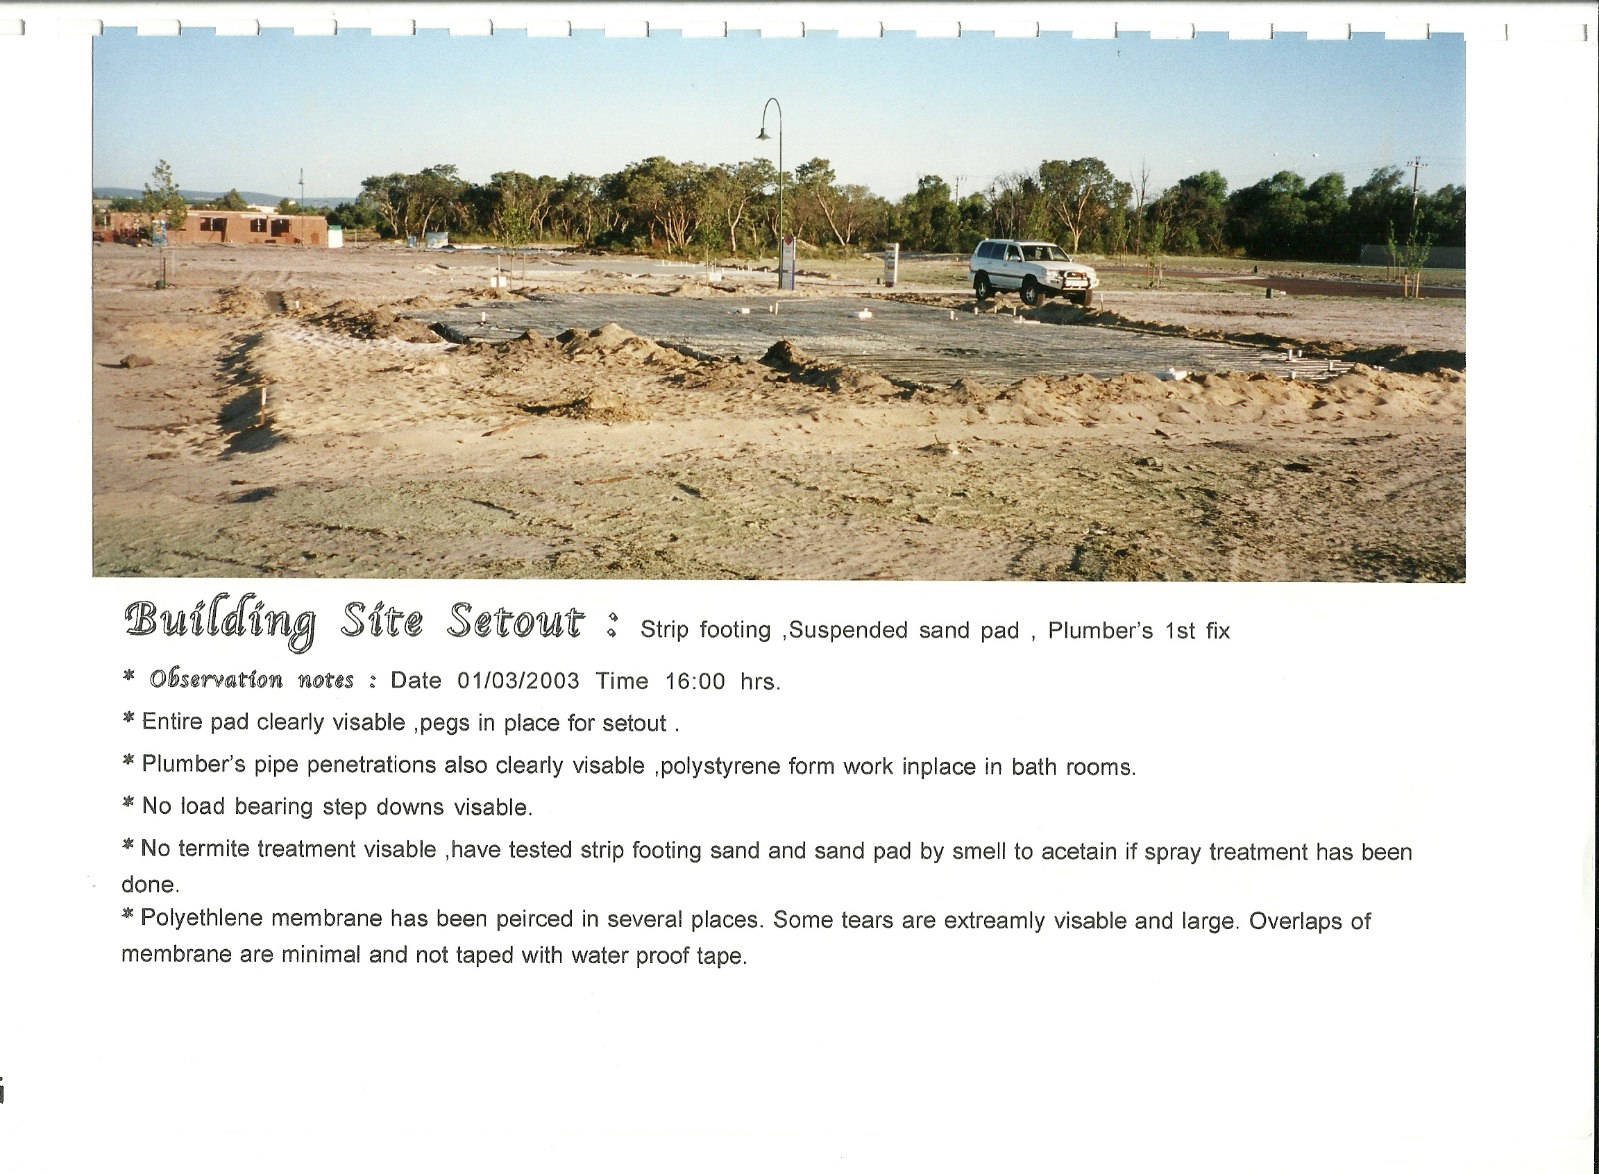 Building Site Setout : Strip footing ,Suspended sand pad , Plumber's 1st fix
* Observation notes : Date 01/03/2003 Time 16:00 hrs.
* Entire pad clearly visable ,pegs in place for setout .
* Plumber's pipe penetrations also clearly visable ,polystyrene form work inplace in bath rooms.
* No load bearing step downs visable.
* No termite treatment visable ,have tested strip footing sand and sand pad by smell to acetain if spray treatment has been
done.
* Polyethlene membrane has been peirced in several places. Some tears are extreamly visable and large. Overlaps of
membrane are minimal and not taped with water proof tape.